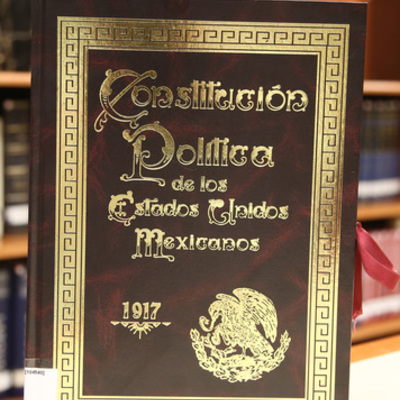 Constitución
Política
de los
Estados Unidos
Mexicanos
1917